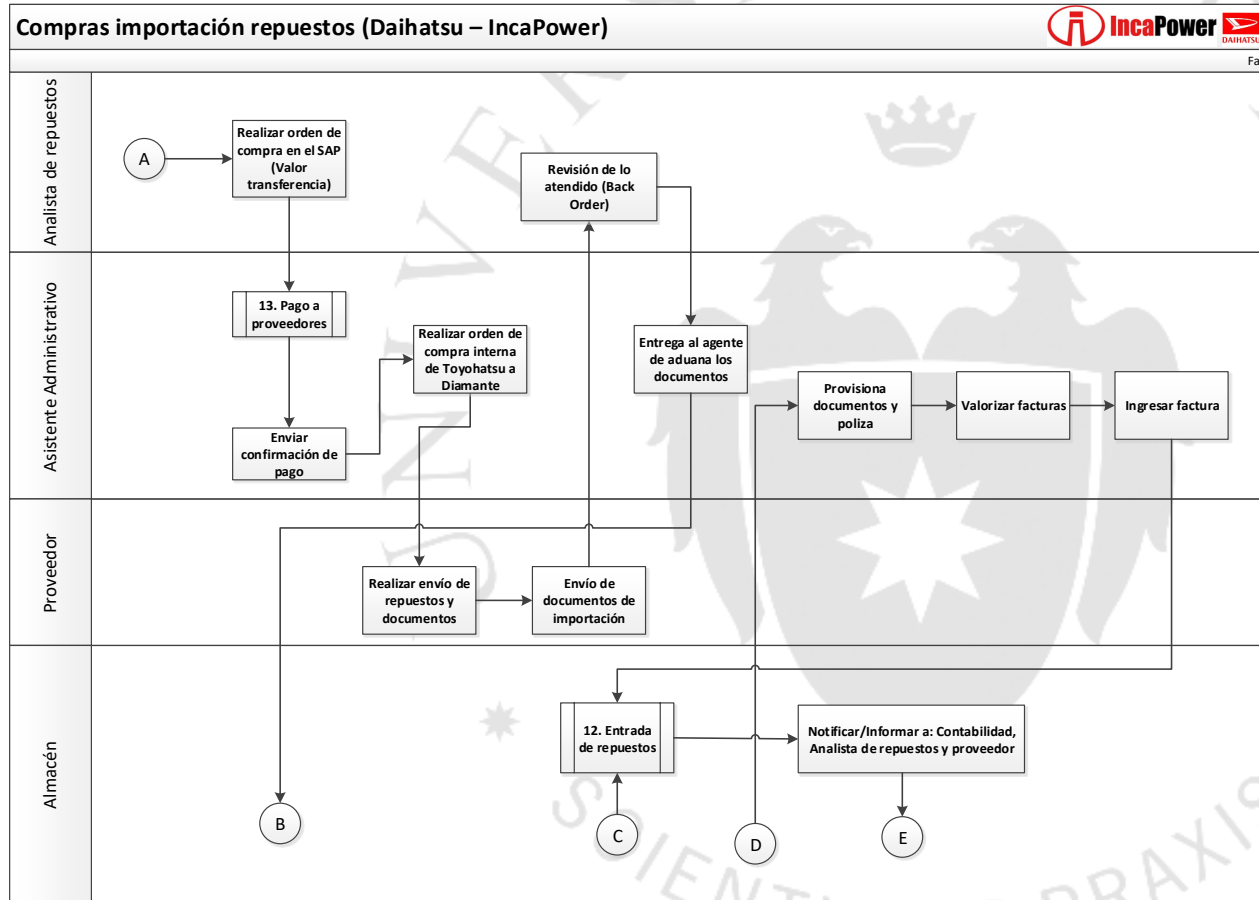 Compras importación repuestos (Daihatsu – IncaPower)
IncaPower
DAIHATSU
Fa
Analista de repuestos
A
Realizar orden de
compra en el SAP
(Valor
transferencia)
Revisión de lo
atendido (Back
Order)
Asistente Administrativo
13. Pago a
proveedores
Realizar orden de
compra interna
de Toyohatsu a
Diamante
Enviar
confirmación de
pago
Entrega al agente
de aduana los
documentos
Provisiona
documentos y
poliza
Valorizar facturas
Ingresar factura
Proveedor
Realizar envío de
repuestos y
documentos
Envío de
documentos de
importación
Almacén
12. Entrada
de repuestos
Notificar/Informar a: Contabilidad,
Analista de repuestos y proveedor
B
C
D
E
UNIVER
SCIENT
PRAXIS